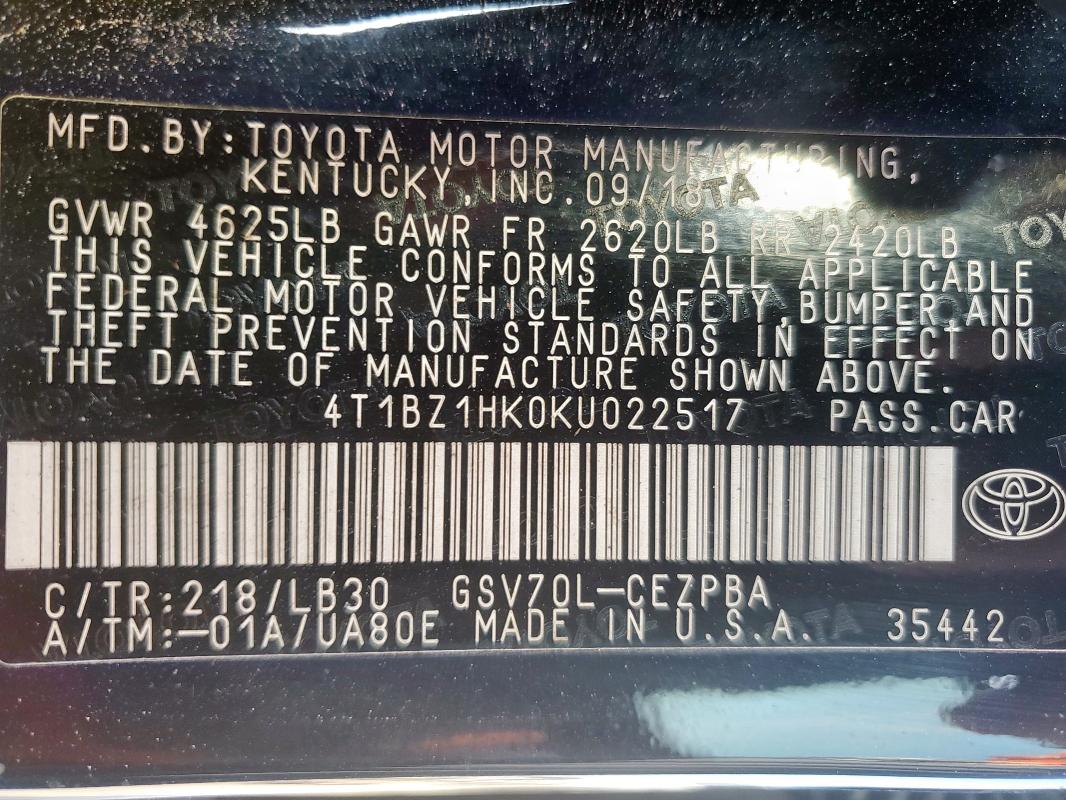 MFD.BY:TOYOTA MOTOR MANUFACTURING,
KENTUCKY, INC. 09/18
GVWR 4625LB GAWR FR 2620LB RR 2420LB
THIS VEHICLE CONFORMS TO ALL APPLICABLE
FEDERAL MOTOR VEHICLE SAFETY,BUMPER,AND
THEFT PREVENTION STANDARDS IN EFFECT ON
THE DATE OF MANUFACTURE SHOWN ABOVE.
4T1BZ1HK0KU022517 PASS.CAR
C/TR:218/LB30 GSV70L-CEZPBA
A/TM:-01A/UA80E MADE IN U.S.A. 35442